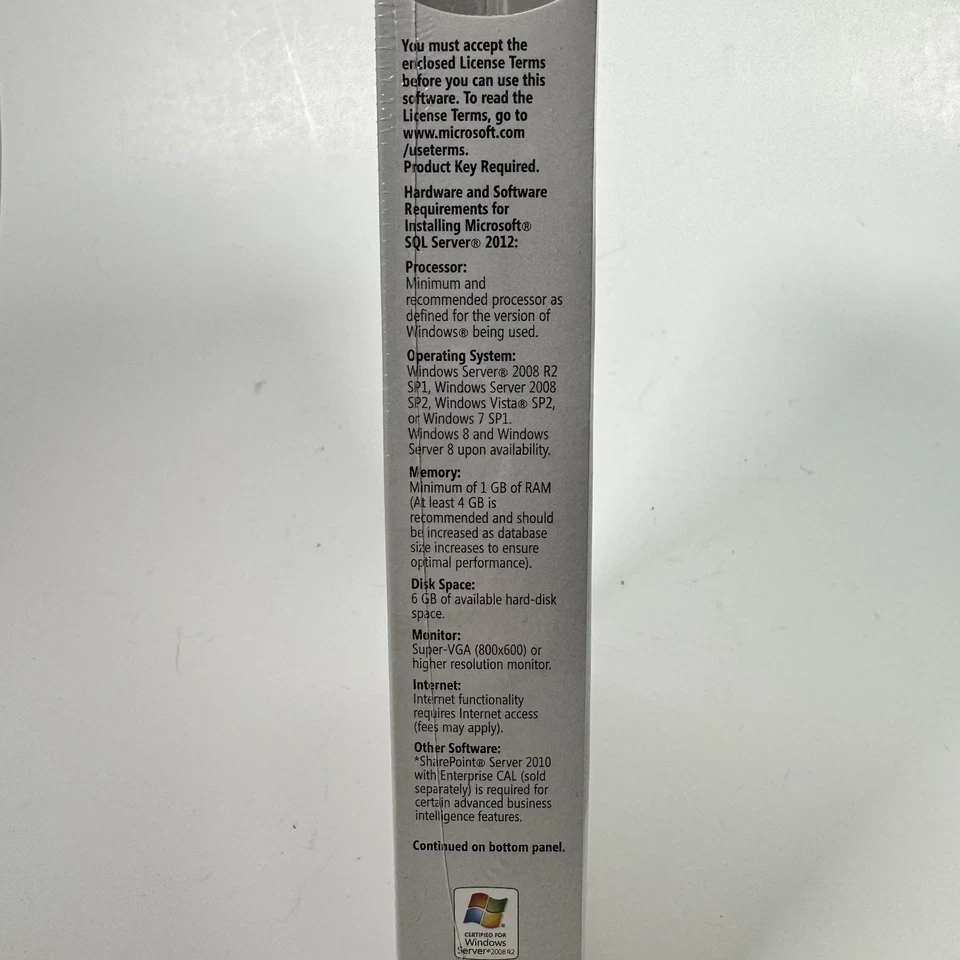 You must accept the
enclosed License Terms
before you can use this
software. To read the
License Terms, go to
www.microsoft.com
/useterms.
Product Key Required.
Hardware and Software
Requirements for
Installing Microsoft®
SQL Server® 2012:
Processor:
Minimum and
recommended processor as
defined for the version of
Windows® being used.
Operating System:
Windows Server® 2008 R2
SP1, Windows Server 2008
SP2, Windows Vista® SP2,
or Windows 7 SP1.
Windows 8 and Windows
Server 8 upon availability.
Memory:
Minimum of 1 GB of RAM
(At least 4 GB is
recommended and should
be increased as database
size increases to ensure
optimal performance).
Disk Space:
6 GB of available hard-disk
space.
Monitor:
Super-VGA (800x600) or
higher resolution monitor.
Internet:
Internet functionality
requires Internet access
(fees may apply).
Other Software:
*SharePoint® Server 2010
with Enterprise CAL (sold
separately) is required for
certain advanced business
intelligence features.
Continued on bottom panel.
CERTIFIED FOR
Windows
Server® 2008 R2